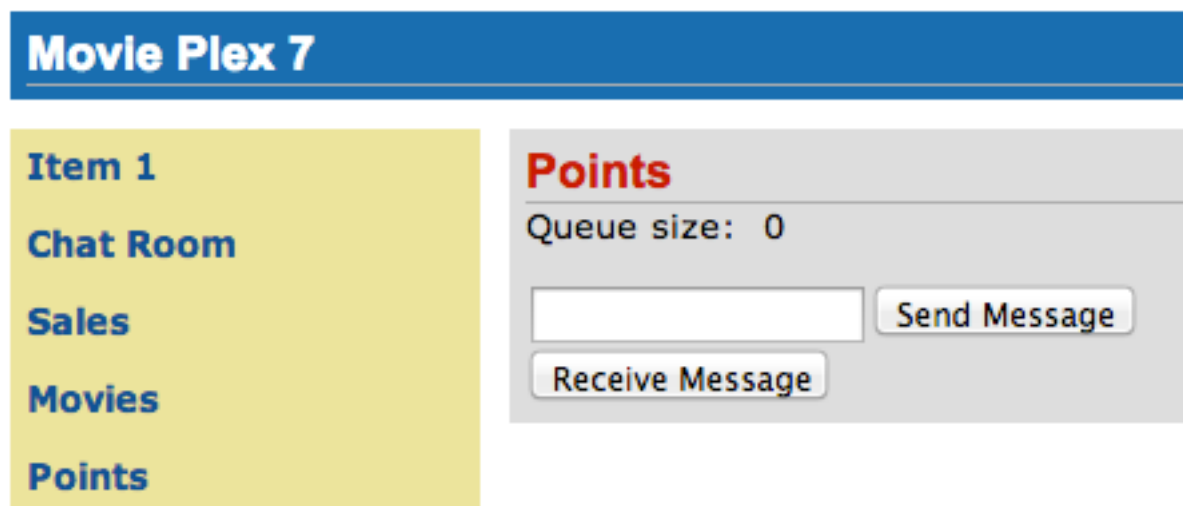 Movie Plex 7
Item 1
Chat Room
Sales
Movies
Points
Points
Queue size: 0
Send Message
Receive Message